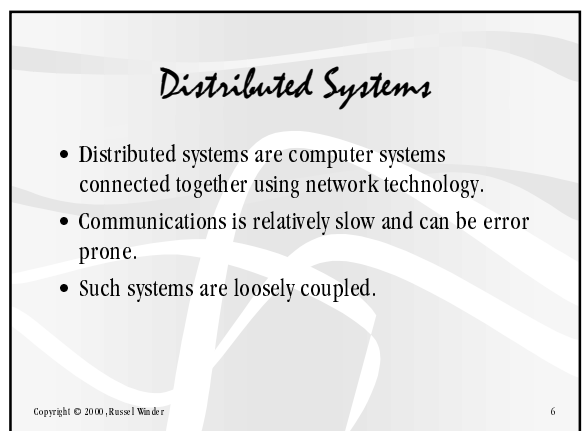 Distributed Systems
• Distributed systems are computer systems
connected together using network technology.
• Communications is relatively slow and can be error
prone.
• Such systems are loosely coupled.
Copyright © 2000, Russel Winder
6